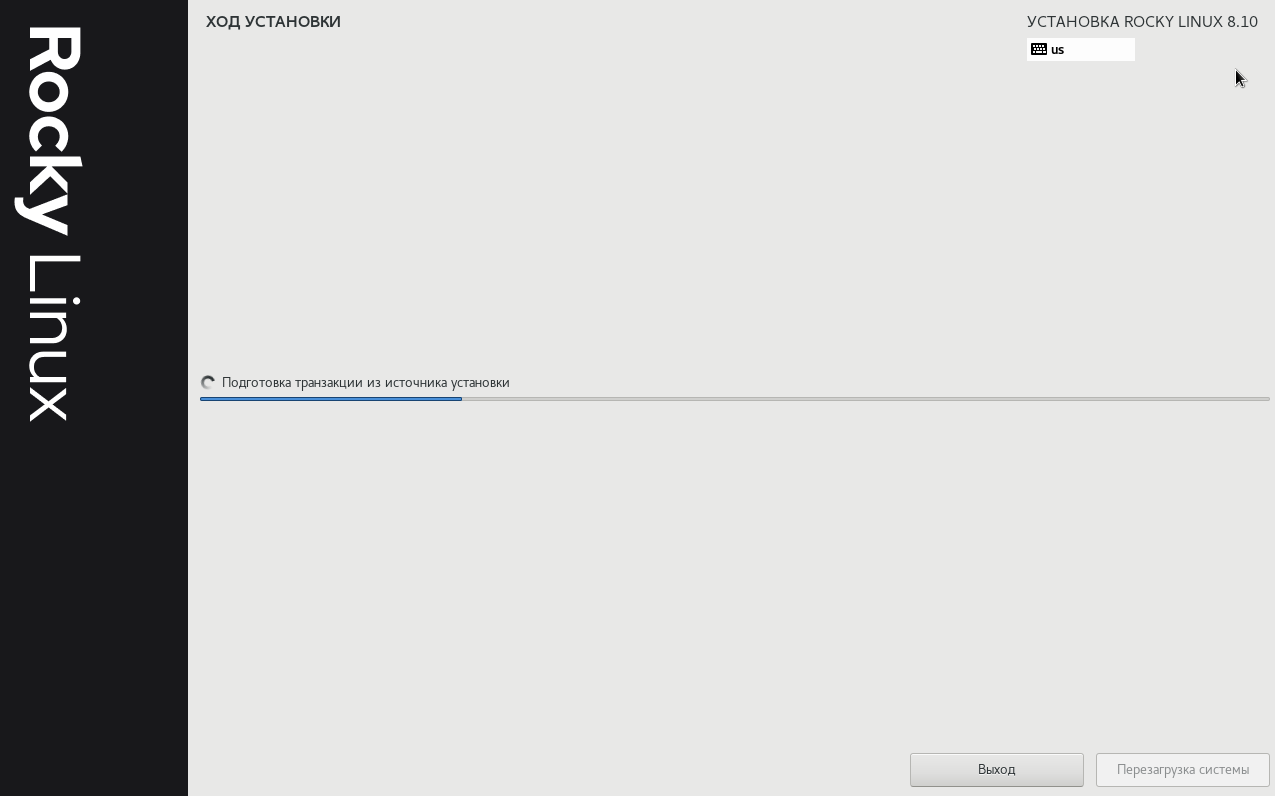 Rocky Linux
ХОД УСТАНОВКИ
УСТАНОВКА ROCKY LINUX 8.10
us
Подготовка транзакции из источника установки
Выход
Перезагрузка системы